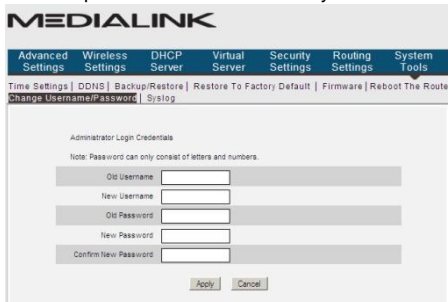 MEDIALINK
Advanced Settings Wireless Settings DHCP Server Virtual Server Security Settings Routing Settings System Tools
Time Settings | DDNS | Backup/Restore | Restore To Factory Default | Firmware | Reboot The Route
Change Username/Password | Syslog
Administrator Login Credentials
Note: Password can only consist of letters and numbers.
Old Username
New Username
Old Password
New Password
Confirm New Password
Apply Cancel